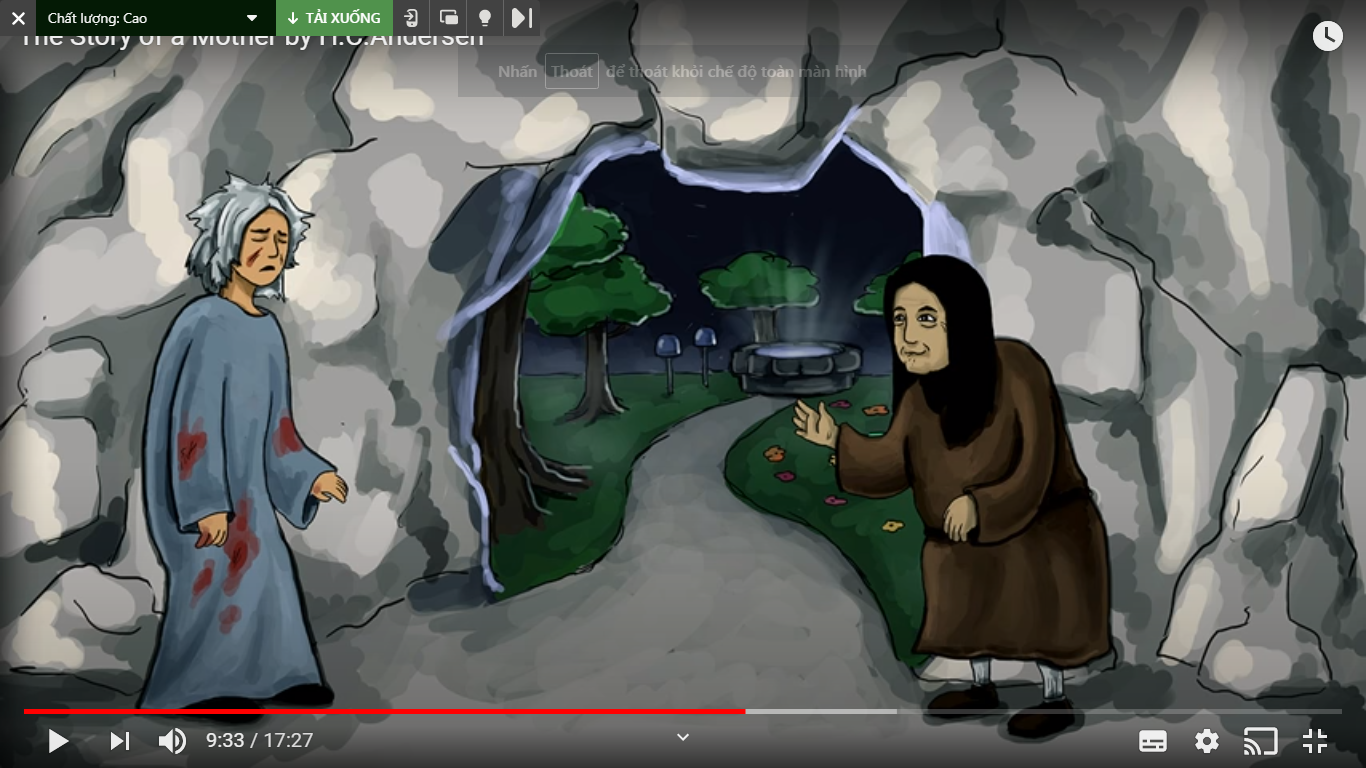 Chất lượng: Cao
TẢI XUỐNG
The Story of a Mother by H.C.Andersen
Nhấn Thoát để thoát khỏi chế độ toàn màn hình
9:33 / 17:27